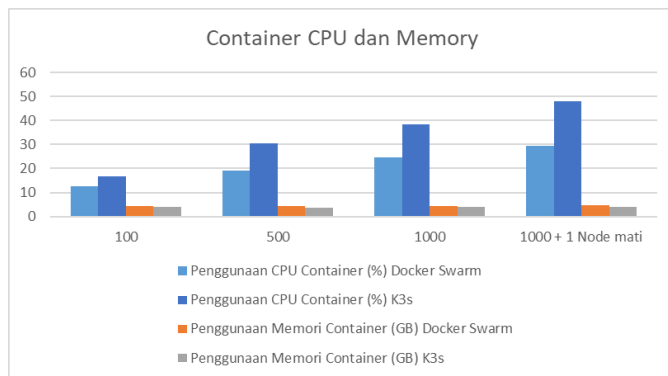 Container CPU dan Memory
60
50
40
30
20
10
0
100 500 1000 1000 + 1 Node mati
Penggunaan CPU Container (%) Docker Swarm
Penggunaan CPU Container (%) K3s
Penggunaan Memori Container (GB) Docker Swarm
Penggunaan Memori Container (GB) K3s